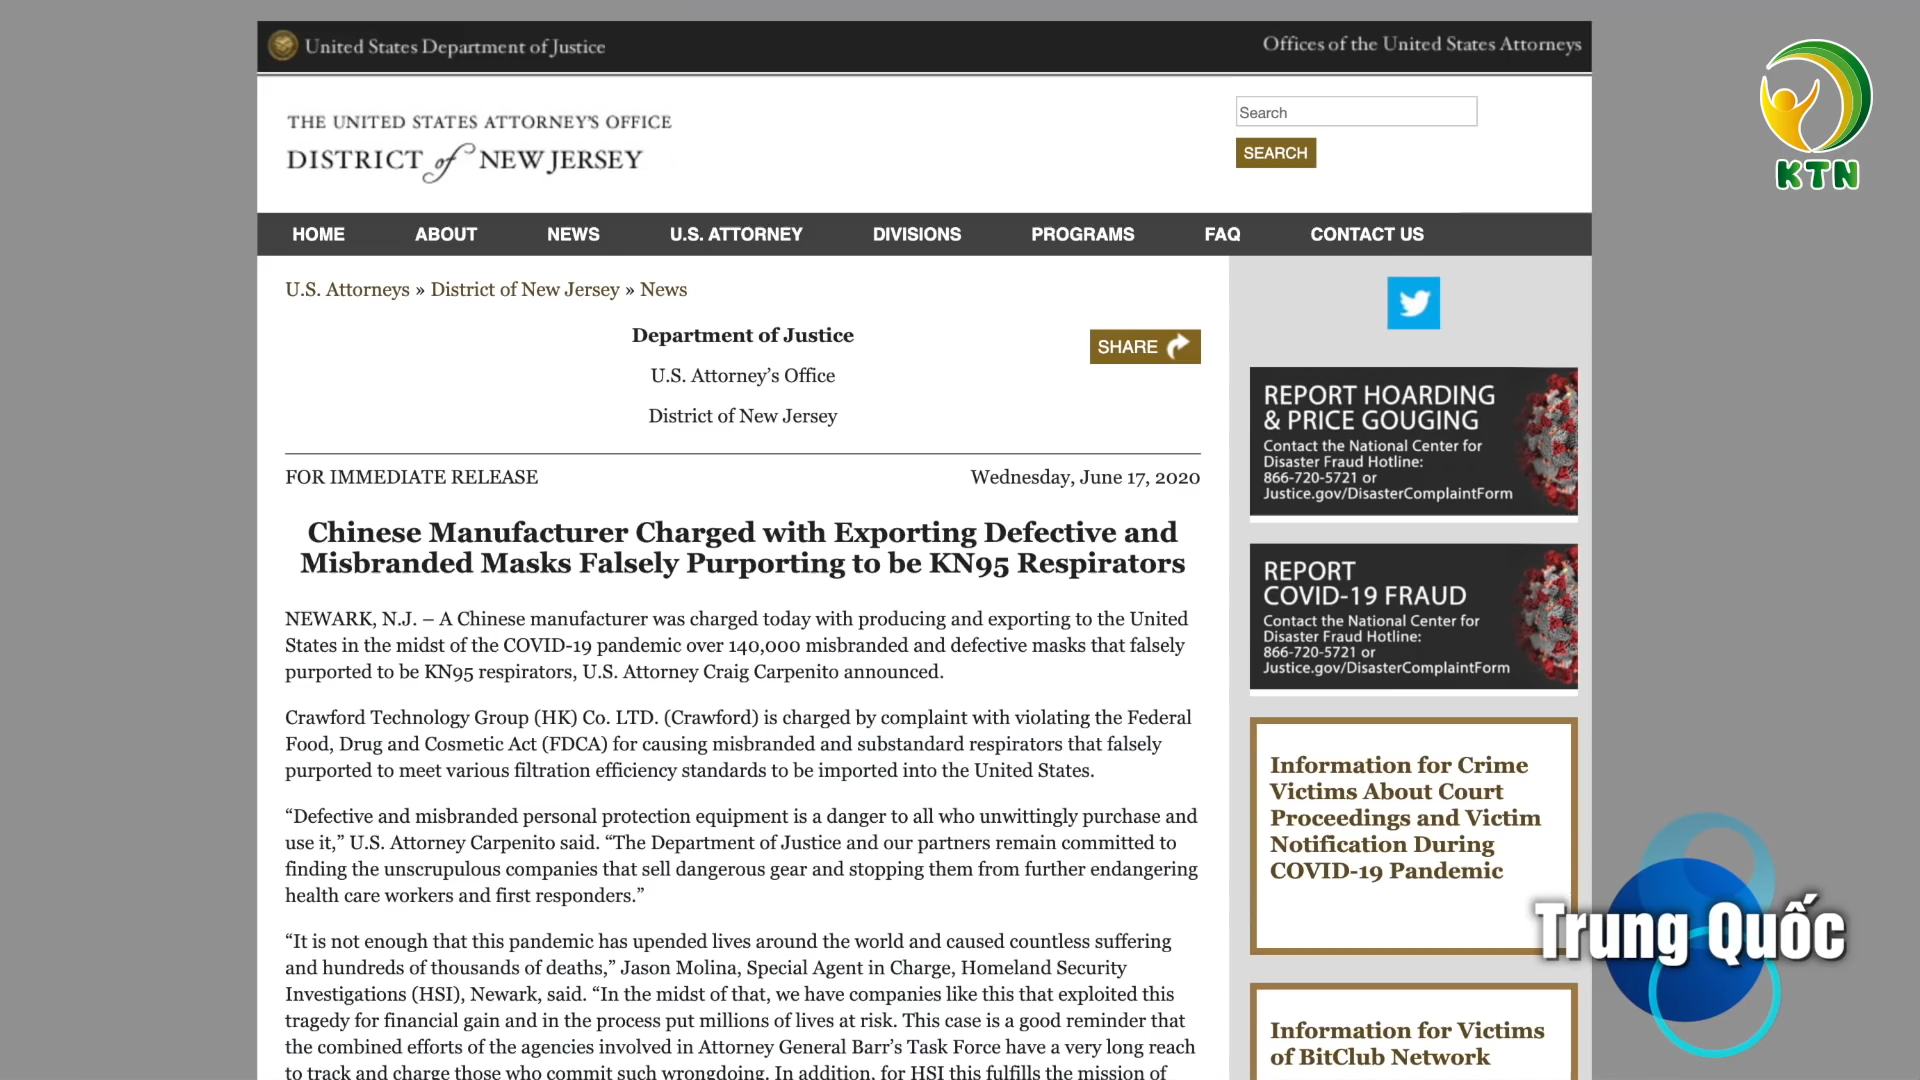 United States Department of Justice
Offices of the United States Attorneys
THE UNITED STATES ATTORNEY'S OFFICE
DISTRICT of NEW JERSEY
Search
SEARCH
KTN
HOME ABOUT NEWS U.S. ATTORNEY DIVISIONS PROGRAMS FAQ CONTACT US
U.S. Attorneys » District of New Jersey » News
Department of Justice
SHARE
U.S. Attorney’s Office
District of New Jersey
FOR IMMEDIATE RELEASE
Wednesday, June 17, 2020
Chinese Manufacturer Charged with Exporting Defective and
Misbranded Masks Falsely Purporting to be KN95 Respirators
NEWARK, N.J. – A Chinese manufacturer was charged today with producing and exporting to the United
States in the midst of the COVID-19 pandemic over 140,000 misbranded and defective masks that falsely
purported to be KN95 respirators, U.S. Attorney Craig Carpenito announced.
Crawford Technology Group (HK) Co. LTD. (Crawford) is charged by complaint with violating the Federal
Food, Drug and Cosmetic Act (FDCA) for causing misbranded and substandard respirators that falsely
purported to meet various filtration efficiency standards to be imported into the United States.
“Defective and misbranded personal protection equipment is a danger to all who unwittingly purchase and
use it,” U.S. Attorney Carpenito said. “The Department of Justice and our partners remain committed to
finding the unscrupulous companies that sell dangerous gear and stopping them from further endangering
health care workers and first responders.”
“It is not enough that this pandemic has upended lives around the world and caused countless suffering
and hundreds of thousands of deaths,” Jason Molina, Special Agent in Charge, Homeland Security
Investigations (HSI), Newark, said. “In the midst of that, we have companies like this that exploited this
tragedy for financial gain and in the process put millions of lives at risk. This case is a good reminder that
the combined efforts of the agencies involved in Attorney General Barr’s Task Force have a very long reach
to track and charge those who commit such wrongdoing. In addition, for HSI this fulfills the mission of
REPORT HOARDING
& PRICE GOUGING
Contact the National Center for
Disaster Fraud Hotline:
866-720-5721 or
Justice.gov/DisasterComplaintForm
REPORT
COVID-19 FRAUD
Contact the National Center for
Disaster Fraud Hotline:
866-720-5721 or
Justice.gov/DisasterComplaintForm
Information for Crime
Victims About Court
Proceedings and Victim
Notification During
COVID-19 Pandemic
Trung Quốc
Information for Victims
of BitClub Network